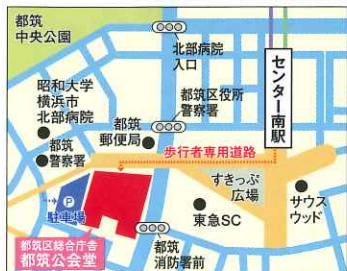 都筑
中央公園
北部病院
入口
昭和大学
横浜市
北部病院
都筑区役所
警察署
センター南駅
都筑
郵便局
都筑
警察署
歩行者専用道路
すきっぷ
広場
P
駐車場
東急SC
サウス
ウッド
都筑区総合庁舎
都筑公会堂
都筑
消防署前